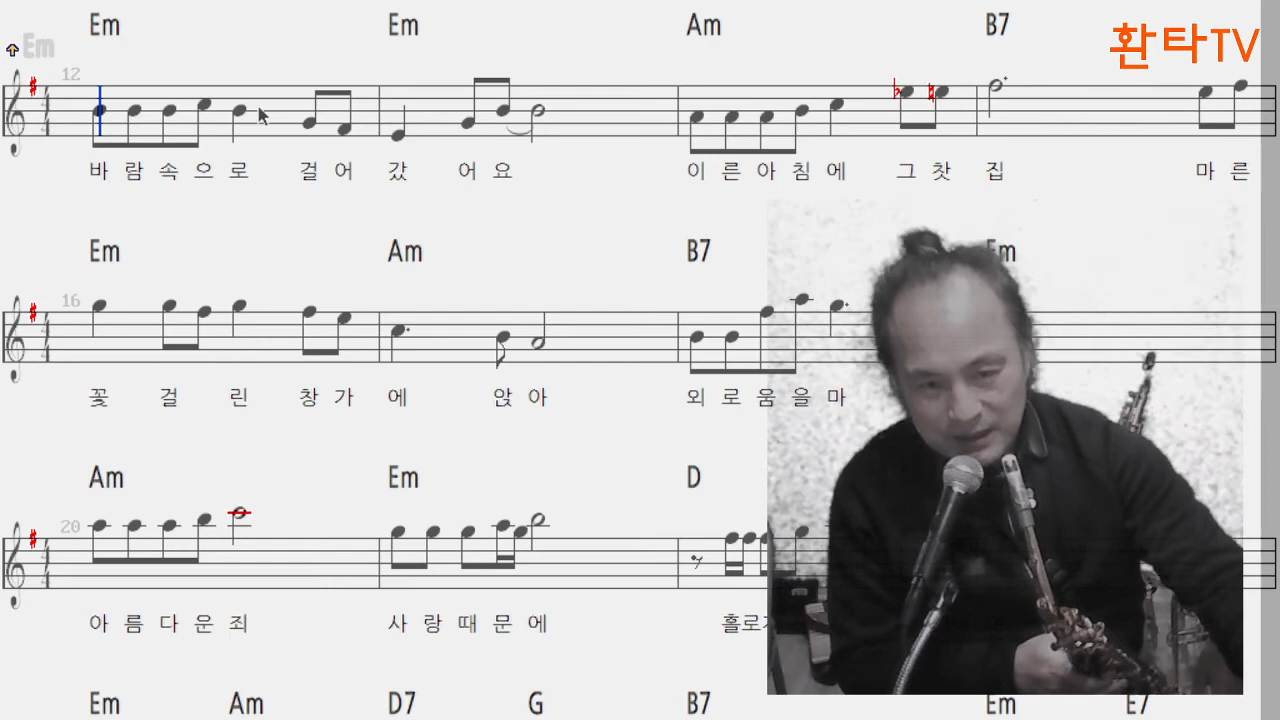 Em Em Am B7
환타TV
Em
12
바람속으로 걸어갔어요 이른아침에 그찻집 마른
Em Am B7 Em
16
꽃걸린창가에 앉아 외로움을마
Am Em D
20
아름다운죄 사랑때문에 홀로
Em Am D7 G B7 Em E7